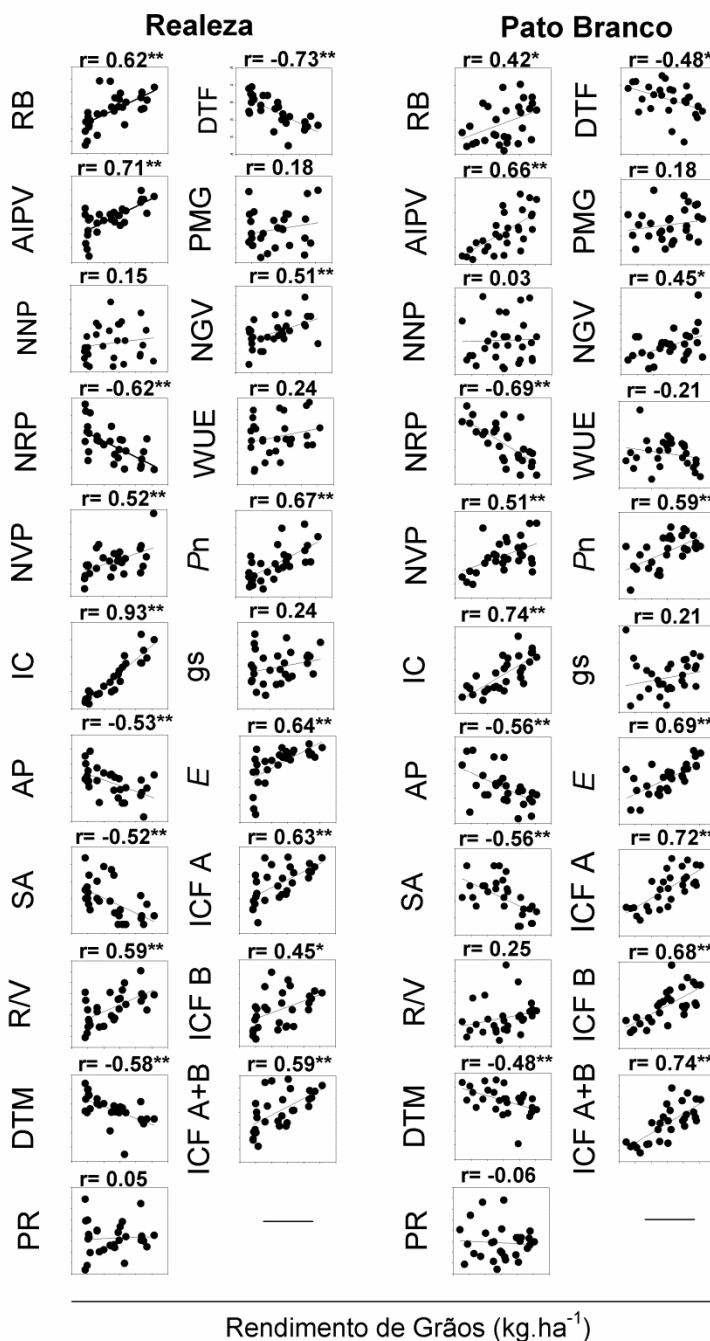 Realeza Pato Branco
r= 0.62** r= -0.73** r= 0.42* r= -0.48*
RB DTF RB DTF
r= 0.71** r= 0.18 r= 0.66** r= 0.18
AIPV PMG AIPV PMG
r= 0.15 r= 0.51** r= 0.03 r= 0.45*
NNP NGV NNP NGV
r= -0.62** r= 0.24 r= -0.69** r= -0.21
NRP WUE NRP WUE
r= 0.52** r= 0.67** r= 0.51** r= 0.59**
NVP Pn NVP Pn
r= 0.93** r= 0.24 r= 0.74** r= 0.21
IC gs IC gs
r= -0.53** r= 0.64** r= -0.56** r= 0.69**
AP E AP E
r= -0.52** r= 0.63** r= -0.56** r= 0.72**
SA ICF A SA ICF A
r= 0.59** r= 0.45* r= 0.25 r= 0.68**
R/V ICF B R/V ICF B
r= -0.58** r= 0.59** r= -0.48** r= 0.74**
DTM ICF A+B DTM ICF A+B
r= 0.05 r= -0.06
PR PR
Rendimento de Grãos (kg.ha⁻¹)